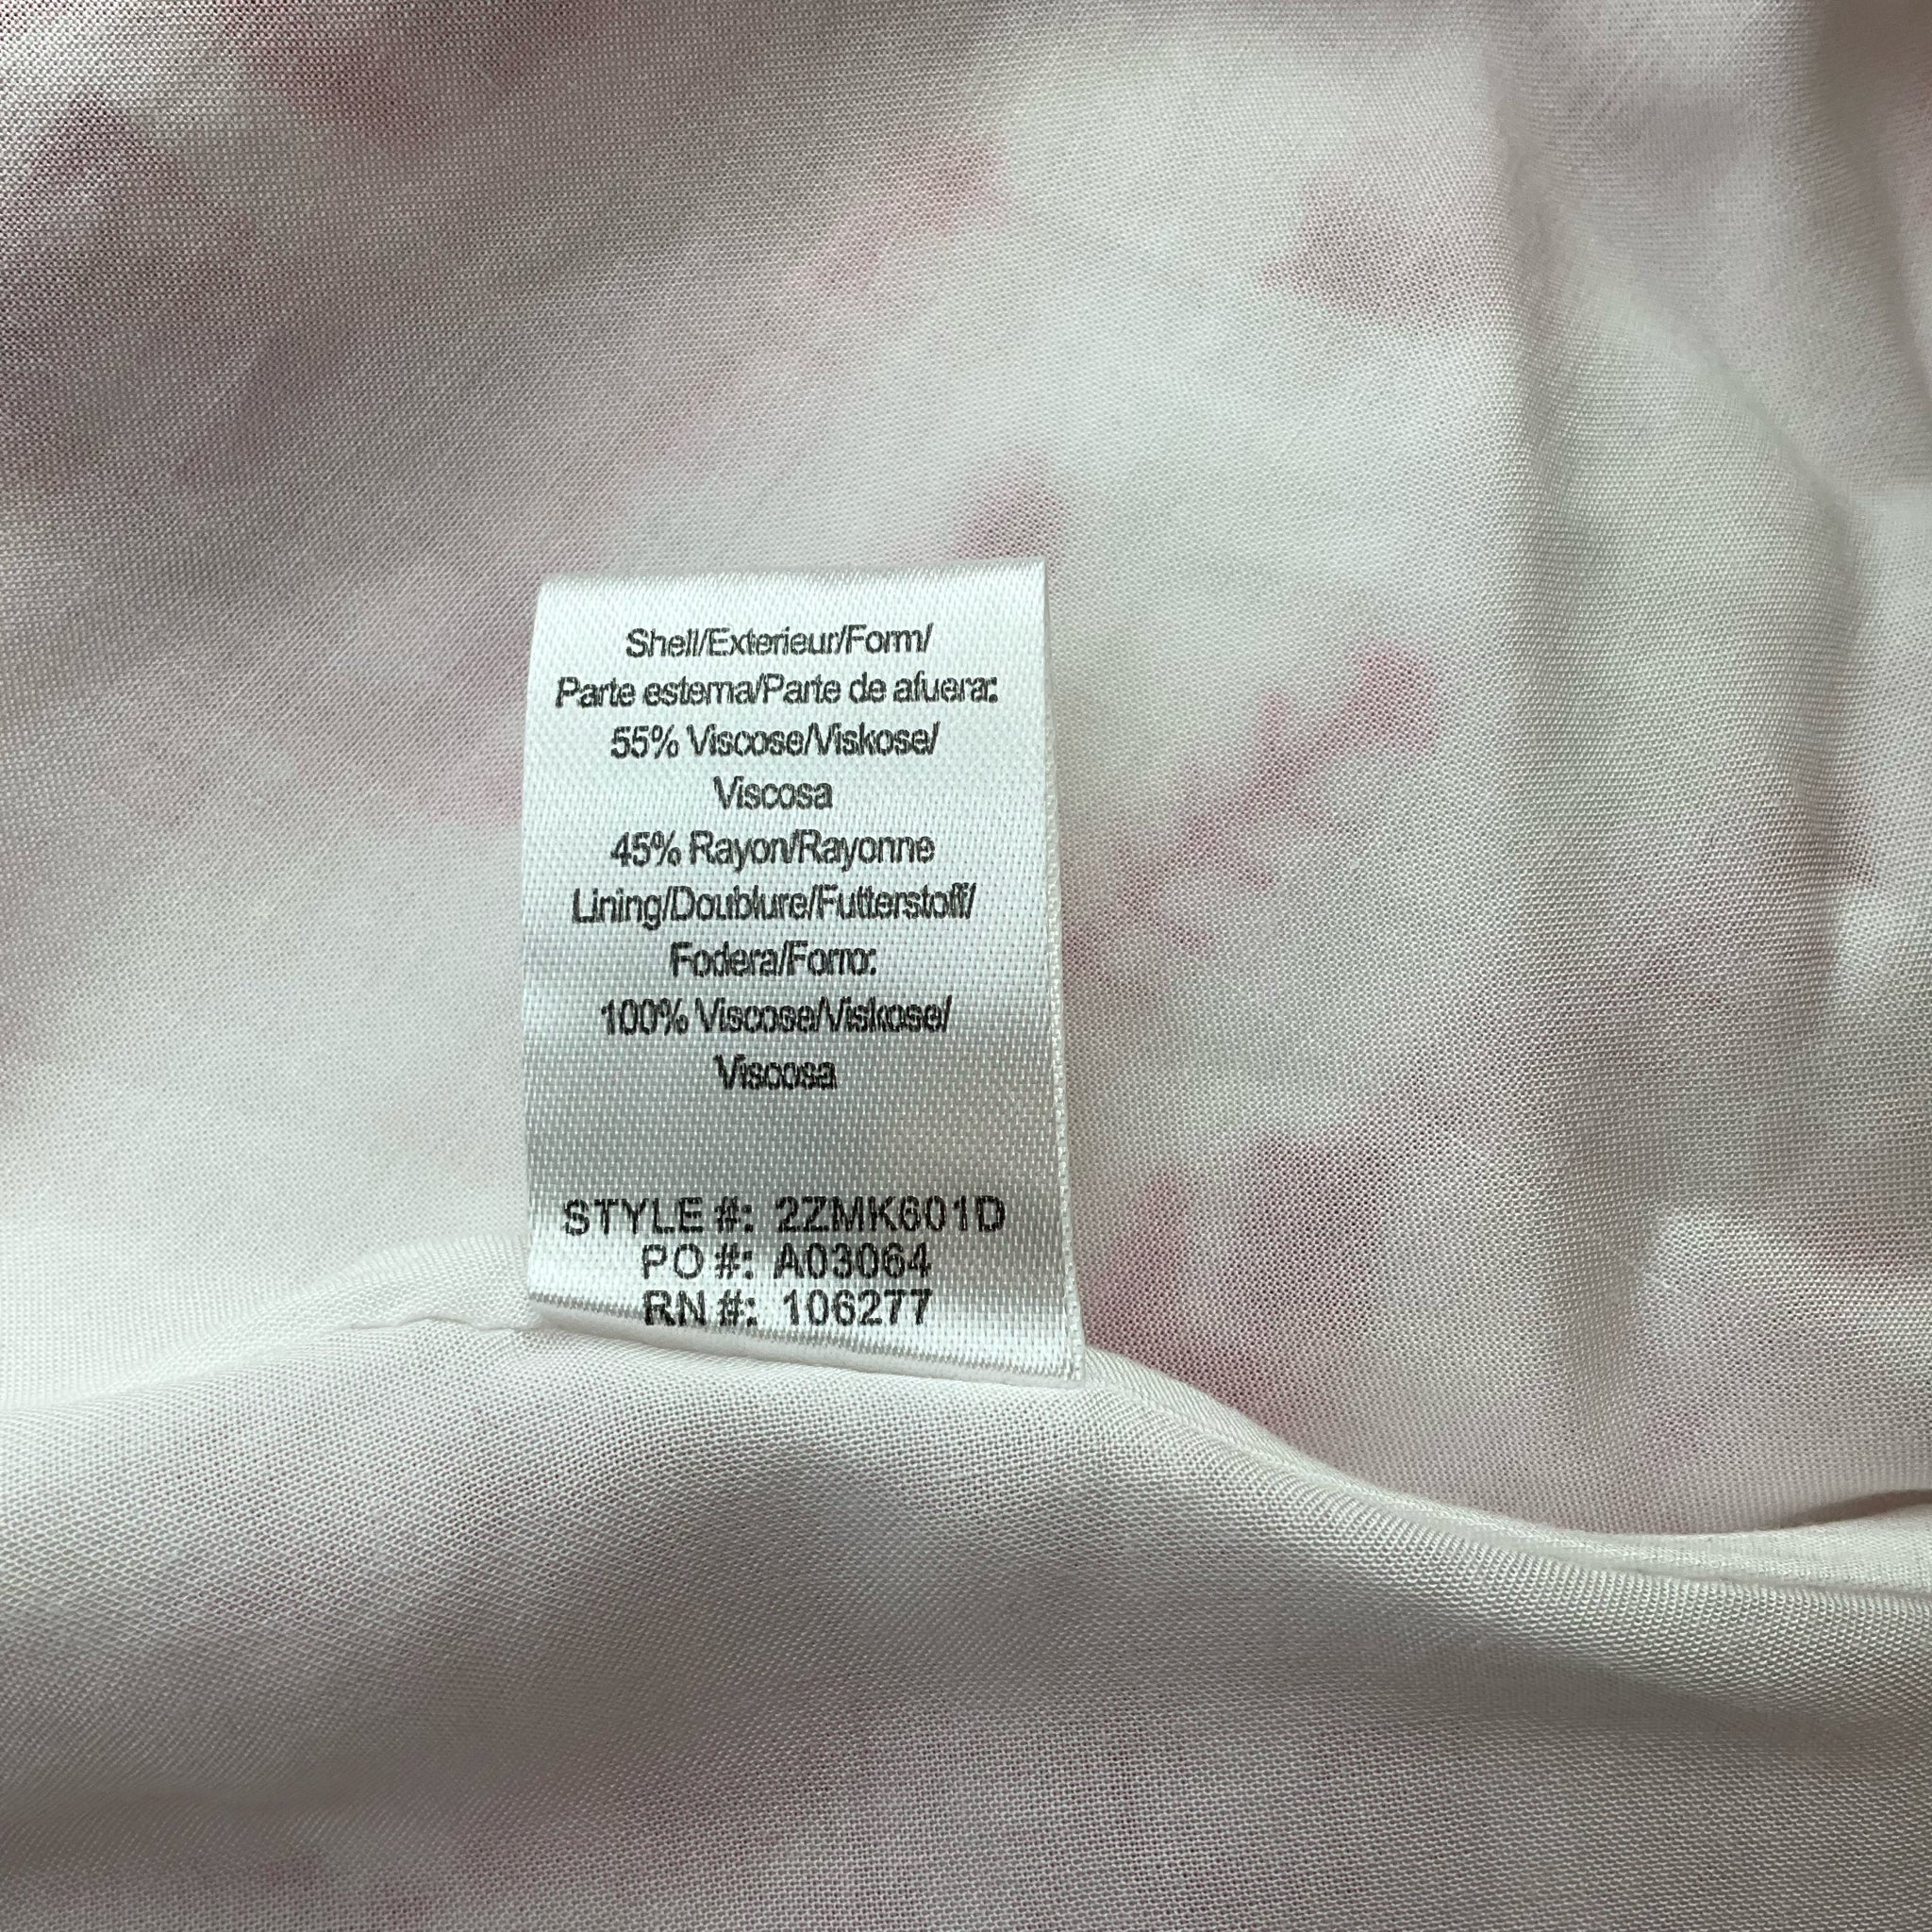 Shell/Exterieur/Form/
Parte esterna/Parte de afuera:
55% Viscose/Viskose/
Viscosa
45% Rayon/Rayonne
Lining/Doublure/Futterstoff/
Fodera/Forro:
100% Viscose/Viskose/
Viscosa
STYLE #: 2ZMK601D
PO #: A03064
RN #: 106277